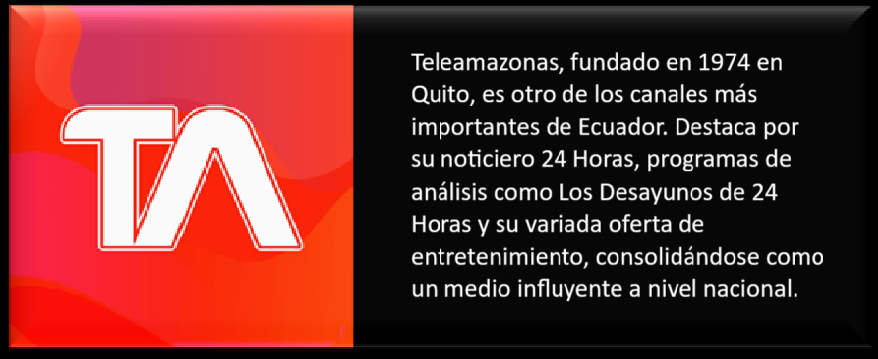 TA
Teleamazonas, fundado en 1974 en
Quito, es otro de los canales más
importantes de Ecuador. Destaca por
su noticiero 24 Horas, programas de
análisis como Los Desayunos de 24
Horas y su variada oferta de
entretenimiento, consolidándose como
un medio influyente a nivel nacional.